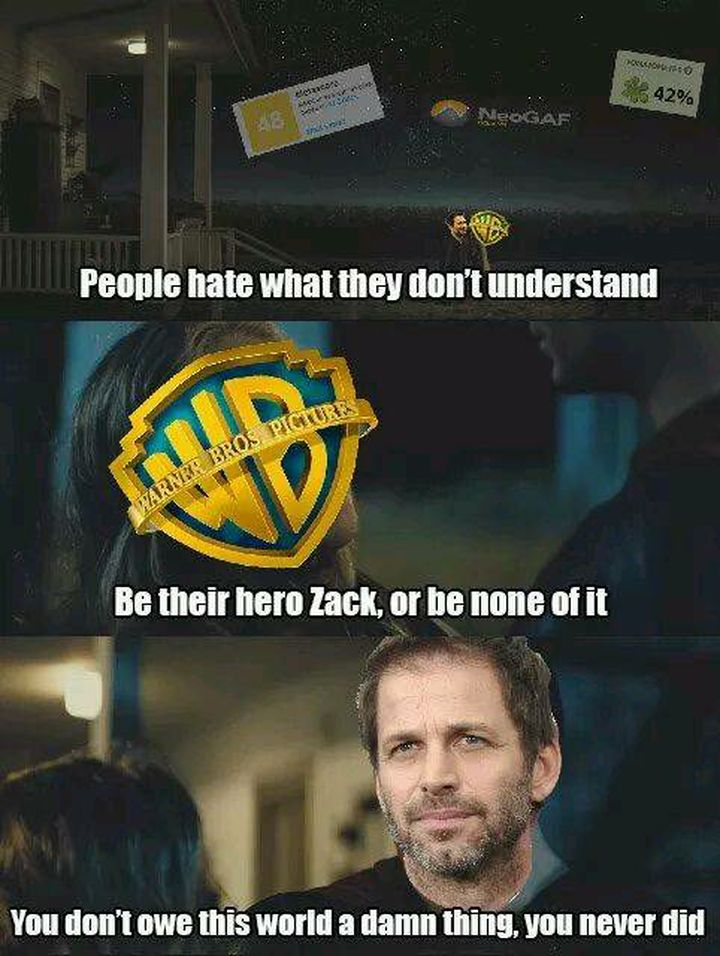 48
NeoGAF
42%
WB
People hate what they don't understand
WB
WARNER BROS PICTURES
Be their hero Zack, or be none of it
You don't owe this world a damn thing, you never did